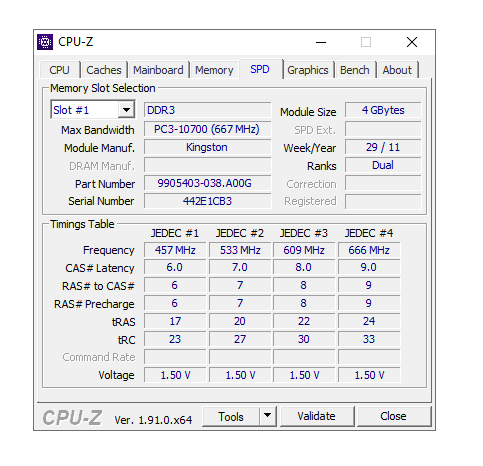 CPU-Z
CPU Caches Mainboard Memory SPD Graphics Bench About
Memory Slot Selection
Slot #1 DDR3 Module Size 4 GBytes
Max Bandwidth PC3-10700 (667 MHz) SPD Ext.
Module Manuf. Kingston Week/Year 29 / 11
DRAM Manuf. Ranks Dual
Part Number 9905403-038.A00G Correction
Serial Number 442E1CB3 Registered
Timings Table
JEDEC #1 JEDEC #2 JEDEC #3 JEDEC #4
Frequency 457 MHz 533 MHz 609 MHz 666 MHz
CAS# Latency 6.0 7.0 8.0 9.0
RAS# to CAS# 6 7 8 9
RAS# Precharge 6 7 8 9
tRAS 17 20 22 24
tRC 23 27 30 33
Command Rate
Voltage 1.50 V 1.50 V 1.50 V 1.50 V
CPU-Z Ver. 1.91.0.x64 Tools Validate Close